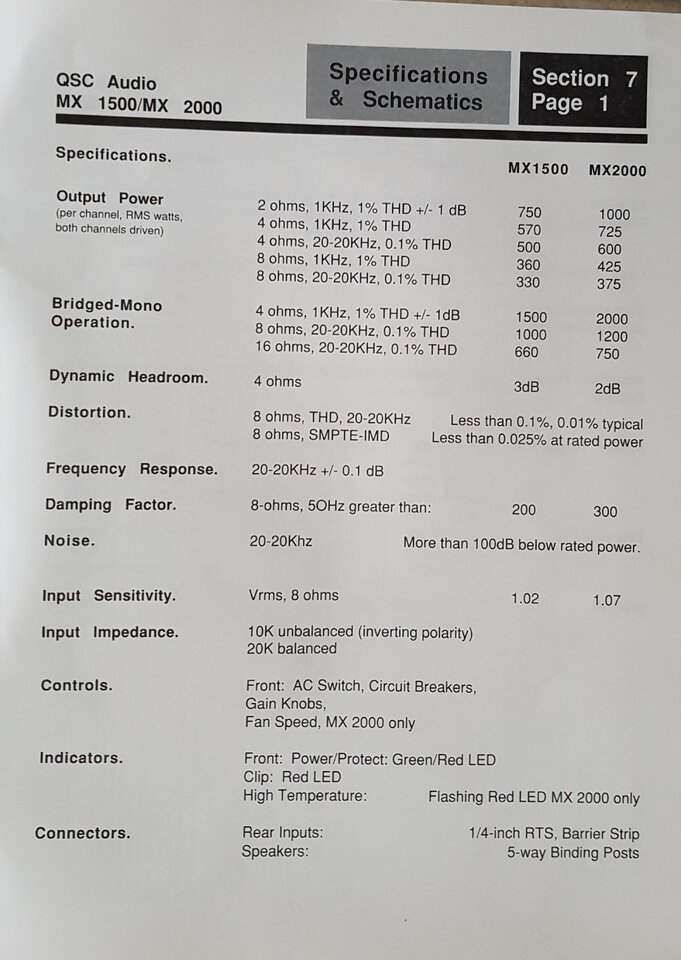 QSC Audio
MX 1500/MX 2000
Specifications
& Schematics
Section 7
Page 1
Specifications.
MX1500 MX2000
Output Power
(per channel, RMS watts,
both channels driven)
2 ohms, 1KHz, 1% THD +/- 1 dB 750 1000
4 ohms, 1KHz, 1% THD 570 725
4 ohms, 20-20KHz, 0.1% THD 500 600
8 ohms, 1KHz, 1% THD 360 425
8 ohms, 20-20KHz, 0.1% THD 330 375
Bridged-Mono
Operation.
4 ohms, 1KHz, 1% THD +/- 1dB 1500 2000
8 ohms, 20-20KHz, 0.1% THD 1000 1200
16 ohms, 20-20KHz, 0.1% THD 660 750
Dynamic Headroom. 4 ohms 3dB 2dB
Distortion. 8 ohms, THD, 20-20KHz Less than 0.1%, 0.01% typical
8 ohms, SMPTE-IMD Less than 0.025% at rated power
Frequency Response. 20-20KHz +/- 0.1 dB
Damping Factor. 8-ohms, 5OHz greater than: 200 300
Noise. 20-20Khz More than 100dB below rated power.
Input Sensitivity. Vrms, 8 ohms 1.02 1.07
Input Impedance. 10K unbalanced (inverting polarity)
20K balanced
Controls. Front: AC Switch, Circuit Breakers,
Gain Knobs,
Fan Speed, MX 2000 only
Indicators. Front: Power/Protect: Green/Red LED
Clip: Red LED
High Temperature: Flashing Red LED MX 2000 only
Connectors. Rear Inputs: 1/4-inch RTS, Barrier Strip
Speakers: 5-way Binding Posts